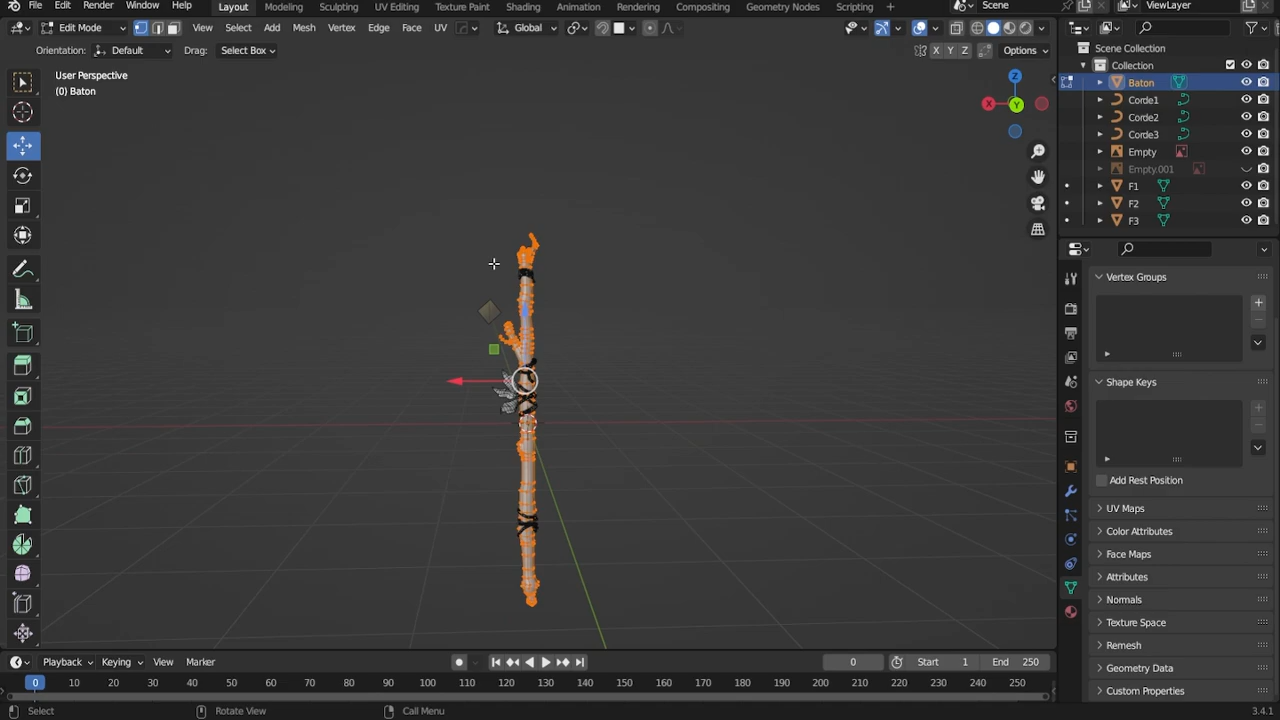 File Edit Render Window Help Layout Modeling Sculpting UV Editing Texture Paint Shading Animation Rendering Compositing Geometry Nodes Scripting + Scene ViewLayer
Edit Mode View Select Add Mesh Vertex Edge Face UV Global
Orientation: Default Drag: Select Box X Y Z Options
User Perspective
(0) Baton
Z
X
Y
Scene Collection
Collection
Baton
Corde1
Corde2
Corde3
Empty
Empty.001
F1
F2
F3
Vertex Groups
Shape Keys
Add Rest Position
UV Maps
Color Attributes
Face Maps
Attributes
Normals
Texture Space
Remesh
Geometry Data
Custom Properties
Playback Keying View Marker 0 Start 1 End 250
0 10 20 30 40 50 60 70 80 90 100 110 120 130 140 150 160 170 180 190 200 210 220 230 240 250
Select Rotate View Call Menu 3.4.1